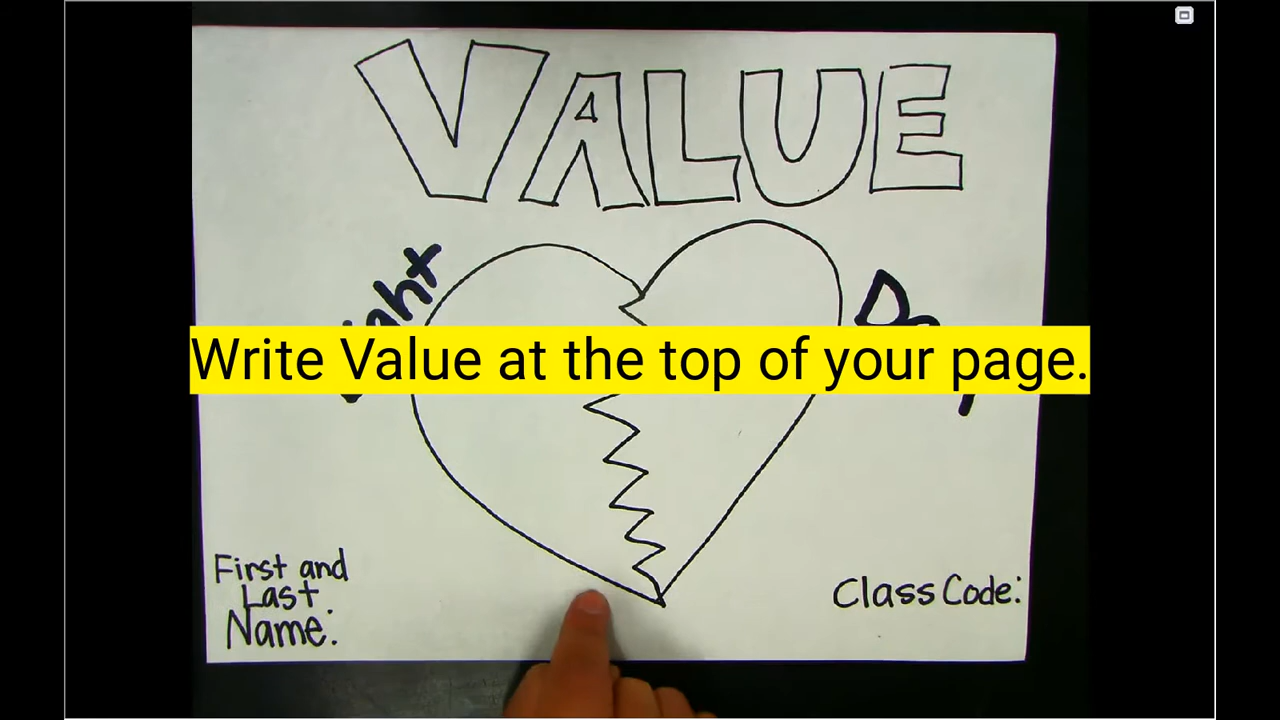 VALUE
Write Value at the top of your page.
First and
Last
Name:
Class Code: